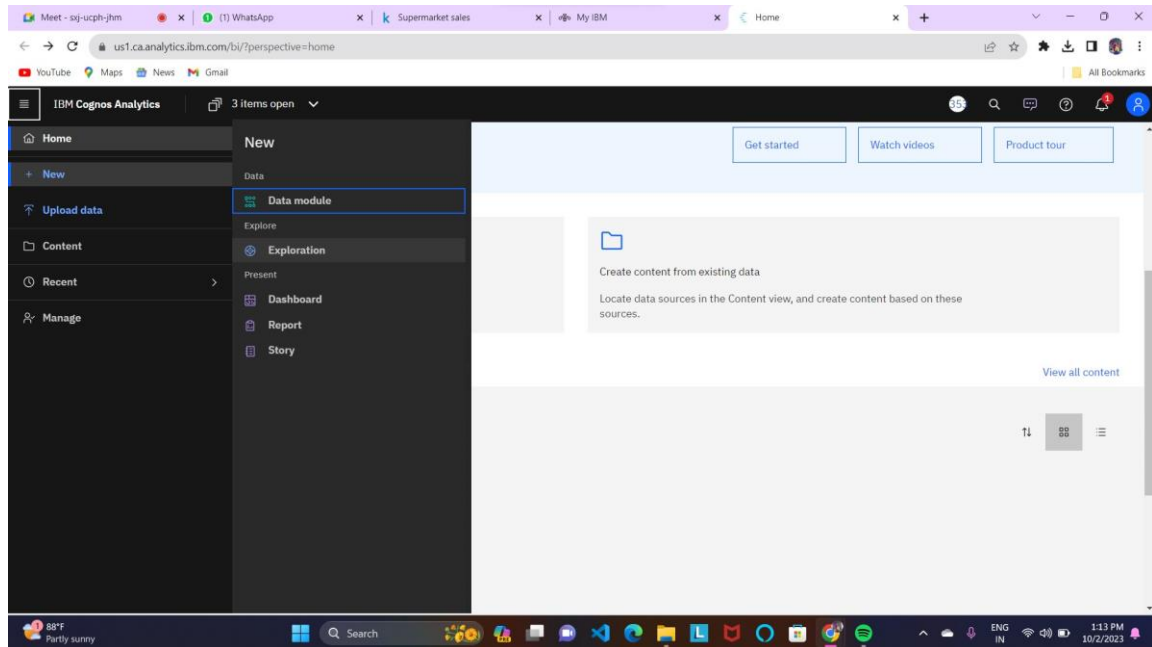 Meet - sxj-ucph-jhm
(1) WhatsApp
Supermarket sales
My IBM
Home
us1.ca.analytics.ibm.com/bi/?perspective=home
YouTube Maps News Gmail All Bookmarks
IBM Cognos Analytics 3 items open 353 1
Home
New
Upload data
Content
Recent
Manage
New
Data
Data module
Explore
Exploration
Present
Dashboard
Report
Story
Get started Watch videos Product tour
Create content from existing data
Locate data sources in the Content view, and create content based on these
sources.
View all content
1 88°F
Partly sunny
Search
ENG
IN
1:13 PM
10/2/2023